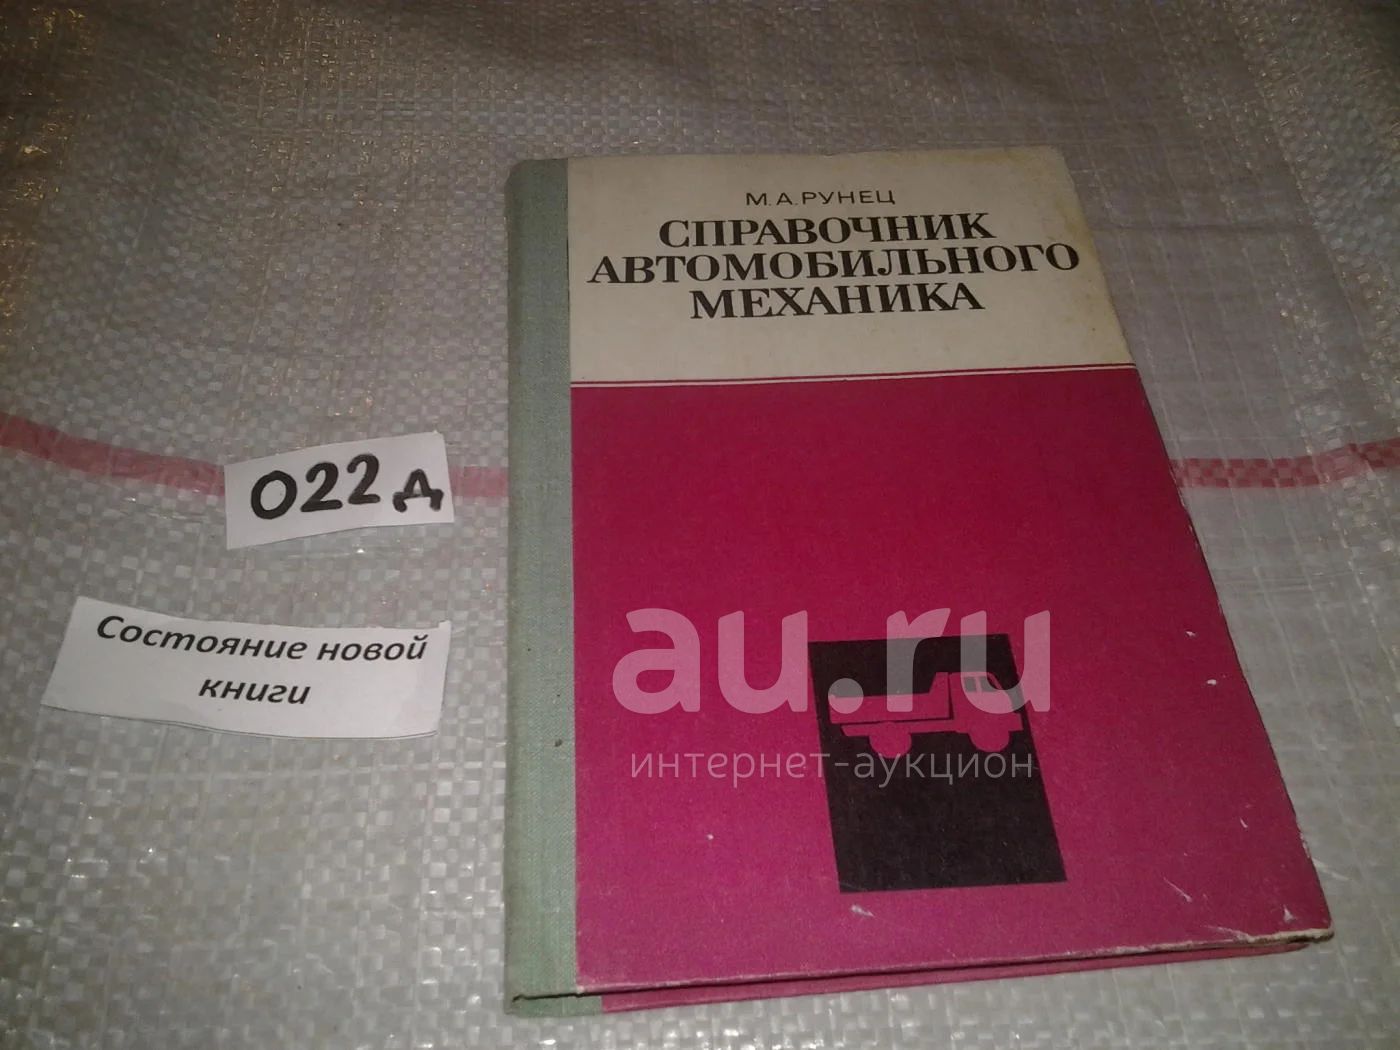 М.А.РУНЕЦ
СПРАВОЧНИК
АВТОМОБИЛЬНОГО
МЕХАНИКА
022д
Состояние новой
книги
au.ru
интернет-аукцион